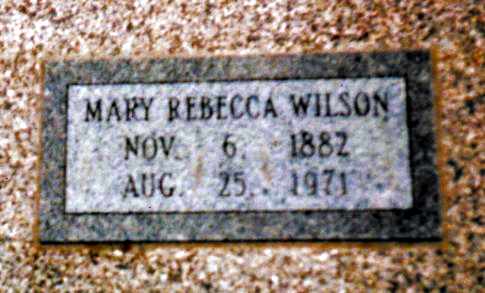 MARY REBECCA WILSON
NOV. 6, 1882
AUG. 25, 1971